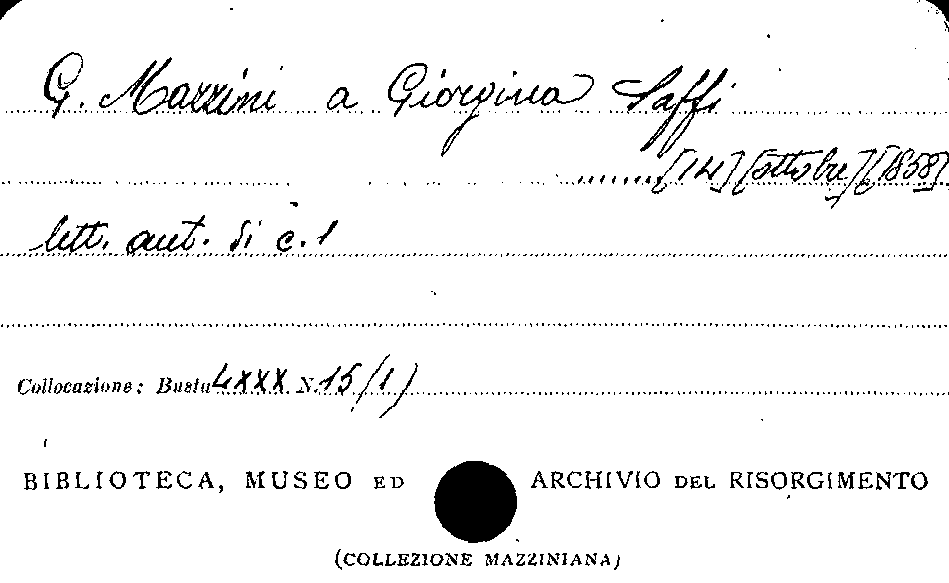 G. Mazzini a Giorgina Saffi
[14] [ottobre] [1858]
lett. aut. di c. 1
Collocazione: Busta LXXX N. 15/1)
BIBLIOTECA, MUSEO ED ARCHIVIO DEL RISORGIMENTO
(COLLEZIONE MAZZINIANA)